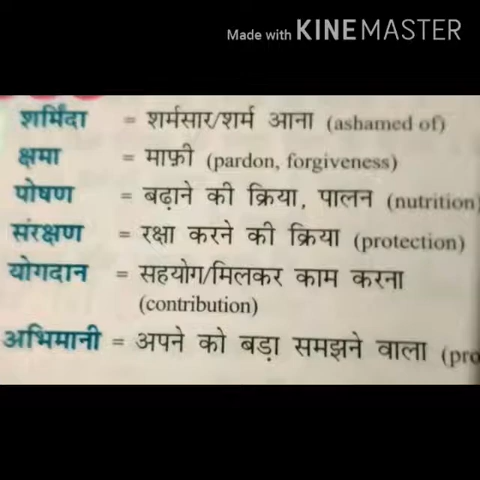 Made with KINEMASTER
शर्मिंदा = शर्मसार/शर्म आना (ashamed of)
क्षमा = माफ़ी (pardon, forgiveness)
पोषण = बढ़ाने की क्रिया, पालन (nutrition)
संरक्षण = रक्षा करने की क्रिया (protection)
योगदान = सहयोग/मिलकर काम करना
(contribution)
अभिमानी = अपने को बड़ा समझने वाला